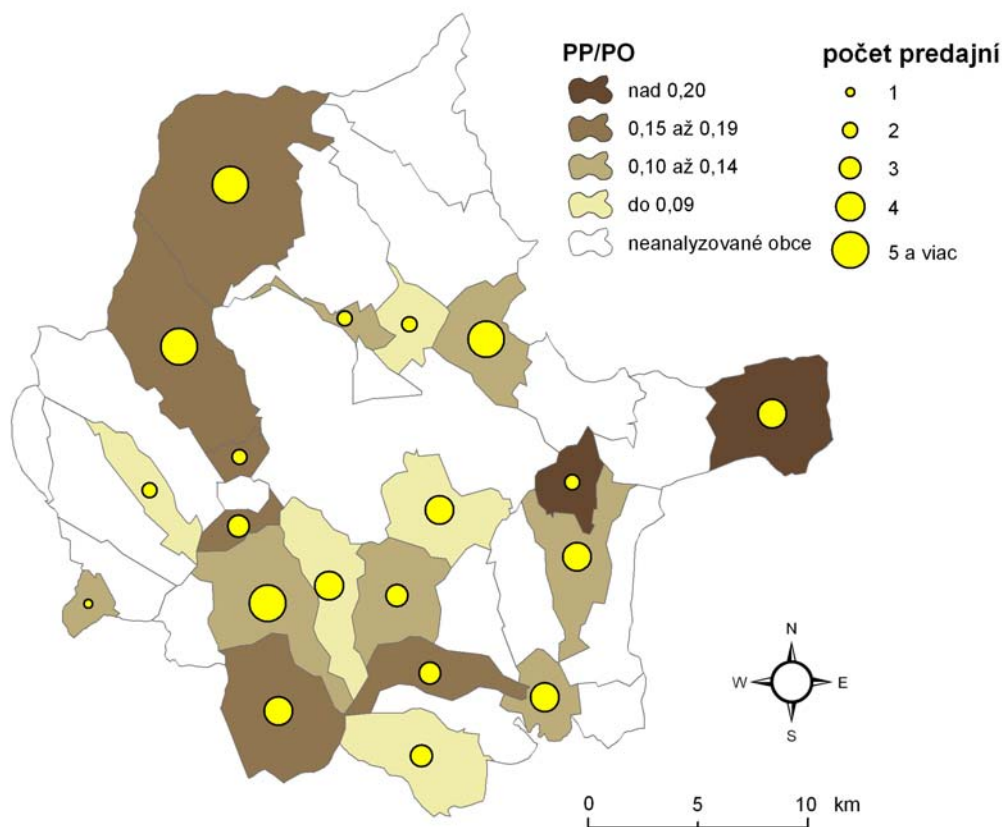 PP/PO
nad 0,20
0,15 až 0,19
0,10 až 0,14
do 0,09
neanalyzované obce
počet predajní
1
2
3
4
5 a viac
N
W
E
S
0
5
10
km